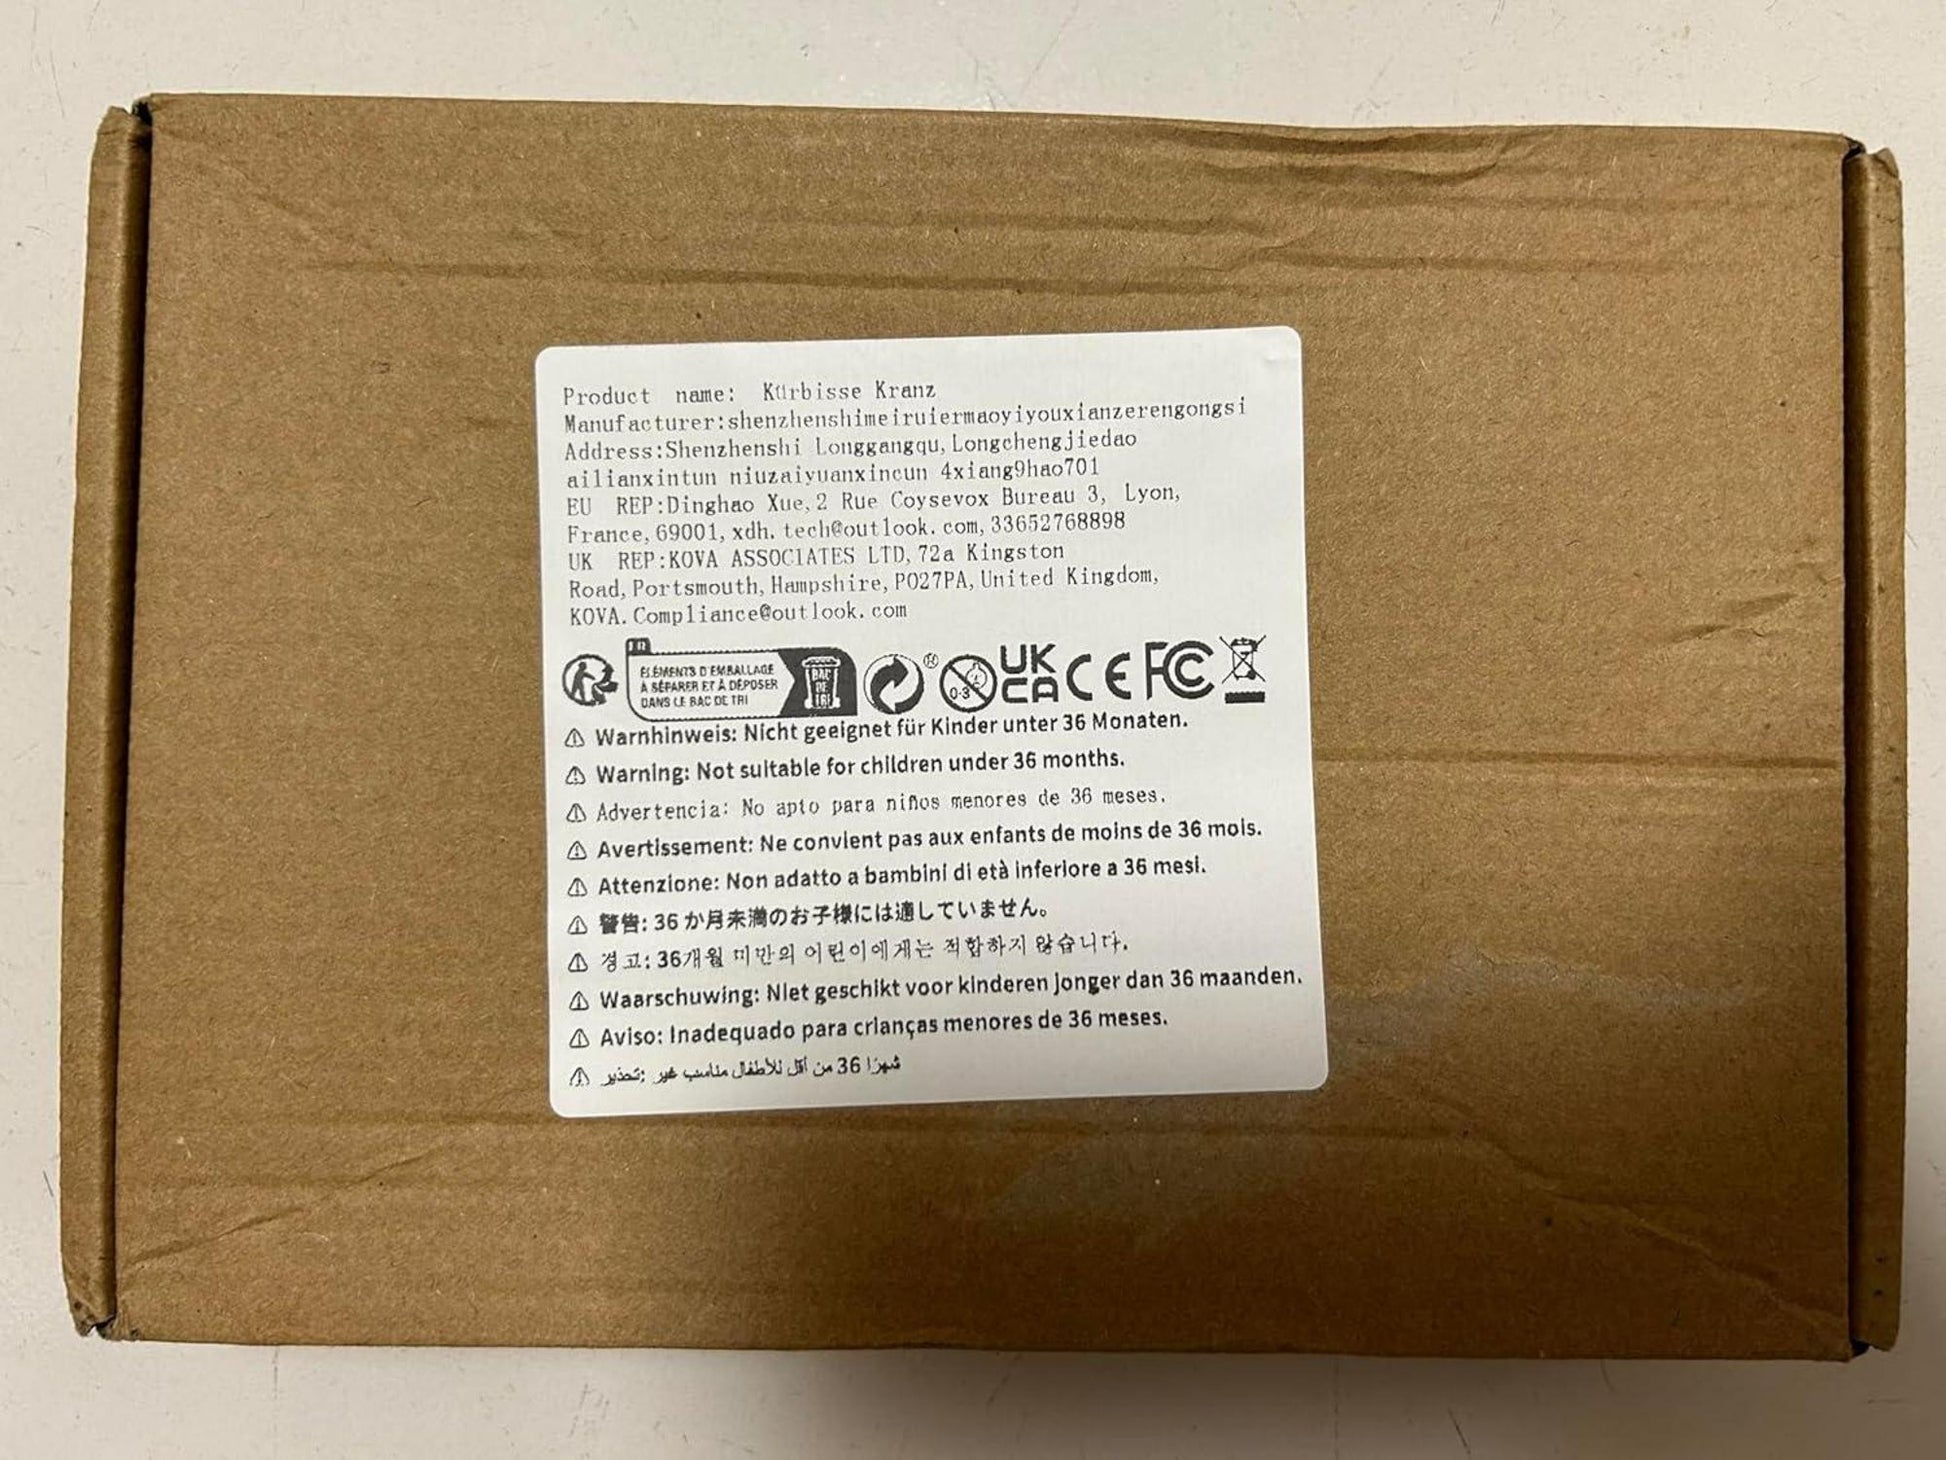 Product name: Kürbisse Kranz
Manufacturer:shenzhenshimeiruiermaoyiyouxianzerengongsi
Address:Shenzhenshi Longgangqu,Longchengjiedao
ailianxintun niuzaiyuanxincun 4xiang9hao701
EU REP:Dinghao Xue,2 Rue Coysevox Bureau 3, Lyon,
France,69001,xdh.tech@outlook.com,33652768898
UK REP:KOVA ASSOCIATES LTD,72a Kingston
Road,Portsmouth,Hampshire,PO27PA,United Kingdom,
KOVA.Compliance@outlook.com
FR
ÉLÉMENTS D'EMBALLAGE
À SÉPARER ET À DÉPOSER
DANS LE BAC DE TRI
BAC
DE
TRI
®
0-3
UK
CA
CE
FC
⚠ Warnhinweis: Nicht geeignet für Kinder unter 36 Monaten.
⚠ Warning: Not suitable for children under 36 months.
⚠ Advertencia: No apto para niños menores de 36 meses.
⚠ Avertissement: Ne convient pas aux enfants de moins de 36 mois.
⚠ Attenzione: Non adatto a bambini di età inferiore a 36 mesi.
⚠ 警告: 36 か月未満のお子様には適していません。
⚠ 경고: 36개월 미만의 어린이에게는 적합하지 않습니다.
⚠ Waarschuwing: Niet geschikt voor kinderen jonger dan 36 maanden.
⚠ Aviso: Inadequado para crianças menores de 36 meses.
⚠ تحذير: غير مناسب للأطفال أقل من 36 شهرًا